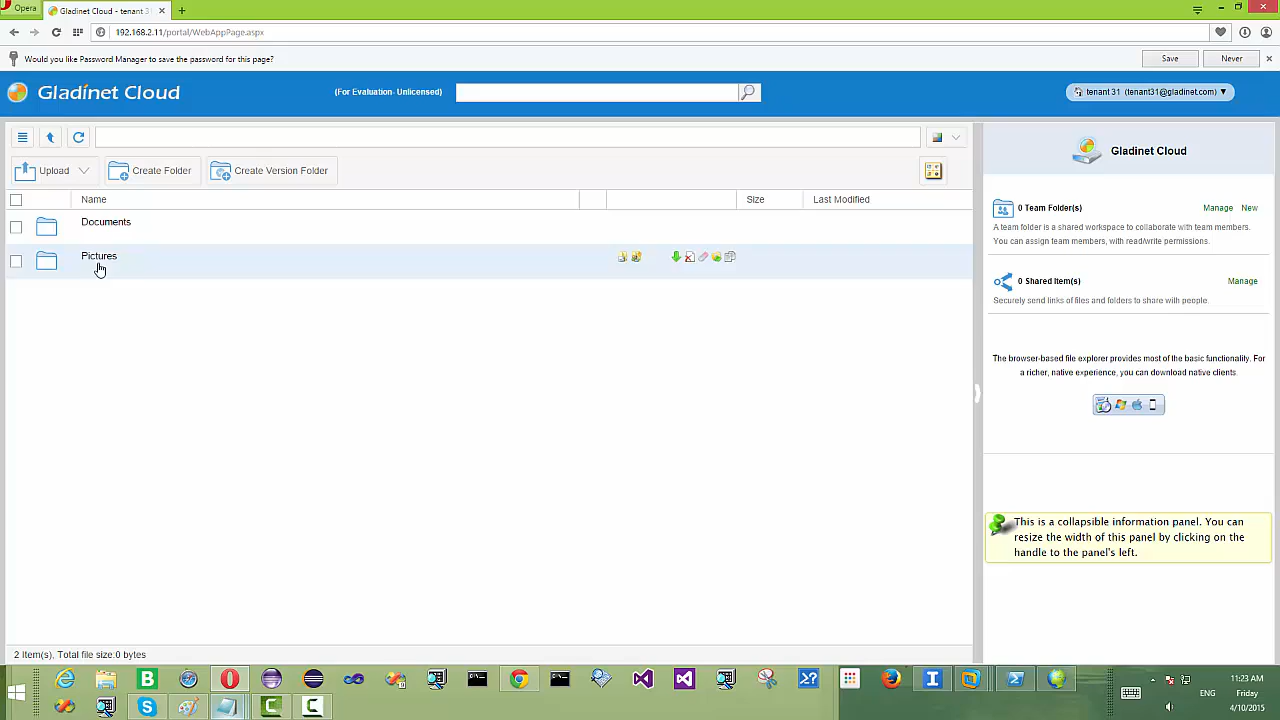 Opera
Gladinet Cloud - tenant 3
192.168.2.11/portal/WebAppPage.aspx
Would you like Password Manager to save the password for this page?
Save
Never
Gladinet Cloud
(For Evaluation- Unlicensed)
tenant 31 (tenant31@gladinet.com)
Upload
Create Folder
Create Version Folder
Name
Size
Last Modified
Documents
Pictures
2 Item(s), Total file size:0 bytes
Gladinet Cloud
0 Team Folder(s)
Manage
New
A team folder is a shared workspace to collaborate with team members.
You can assign team members, with read/write permissions.
0 Shared Item(s)
Manage
Securely send links of files and folders to share with people.
The browser-based file explorer provides most of the basic functionality. For
a richer, native experience, you can download native clients.
This is a collapsible information panel. You can
resize the width of this panel by clicking on the
handle to the panel's left.
11:23 AM
ENG
Friday
4/10/2015